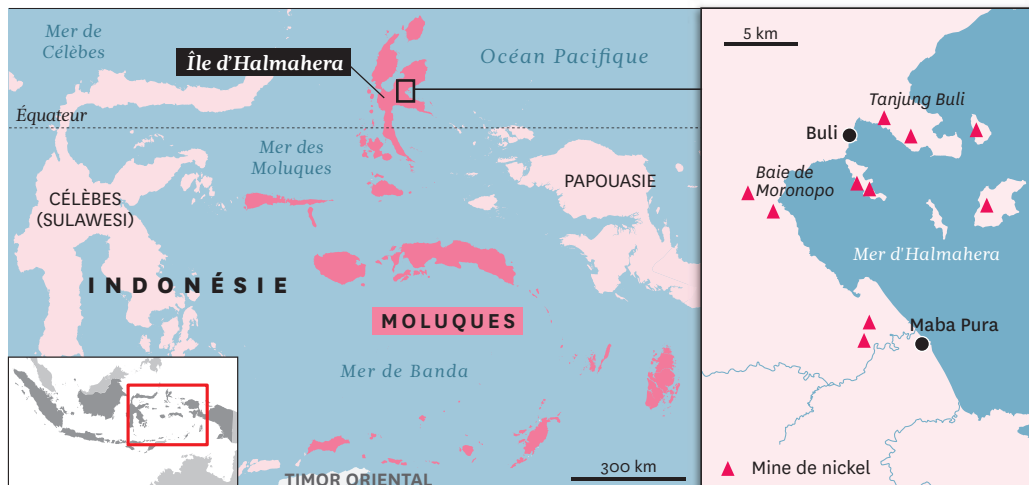 Mer de
Célèbes
Île d'Halmahera
Océan Pacifique
Équateur
Mer des
Moluques
CÉLÈBES
(SULAWESI)
PAPOUASIE
INDONÉSIE
MOLUQUES
Mer de Banda
TIMOR ORIENTAL
300 km
5 km
Tanjung Buli
Buli
Baie de
Moronopo
Mer d'Halmahera
Maba Pura
Mine de nickel